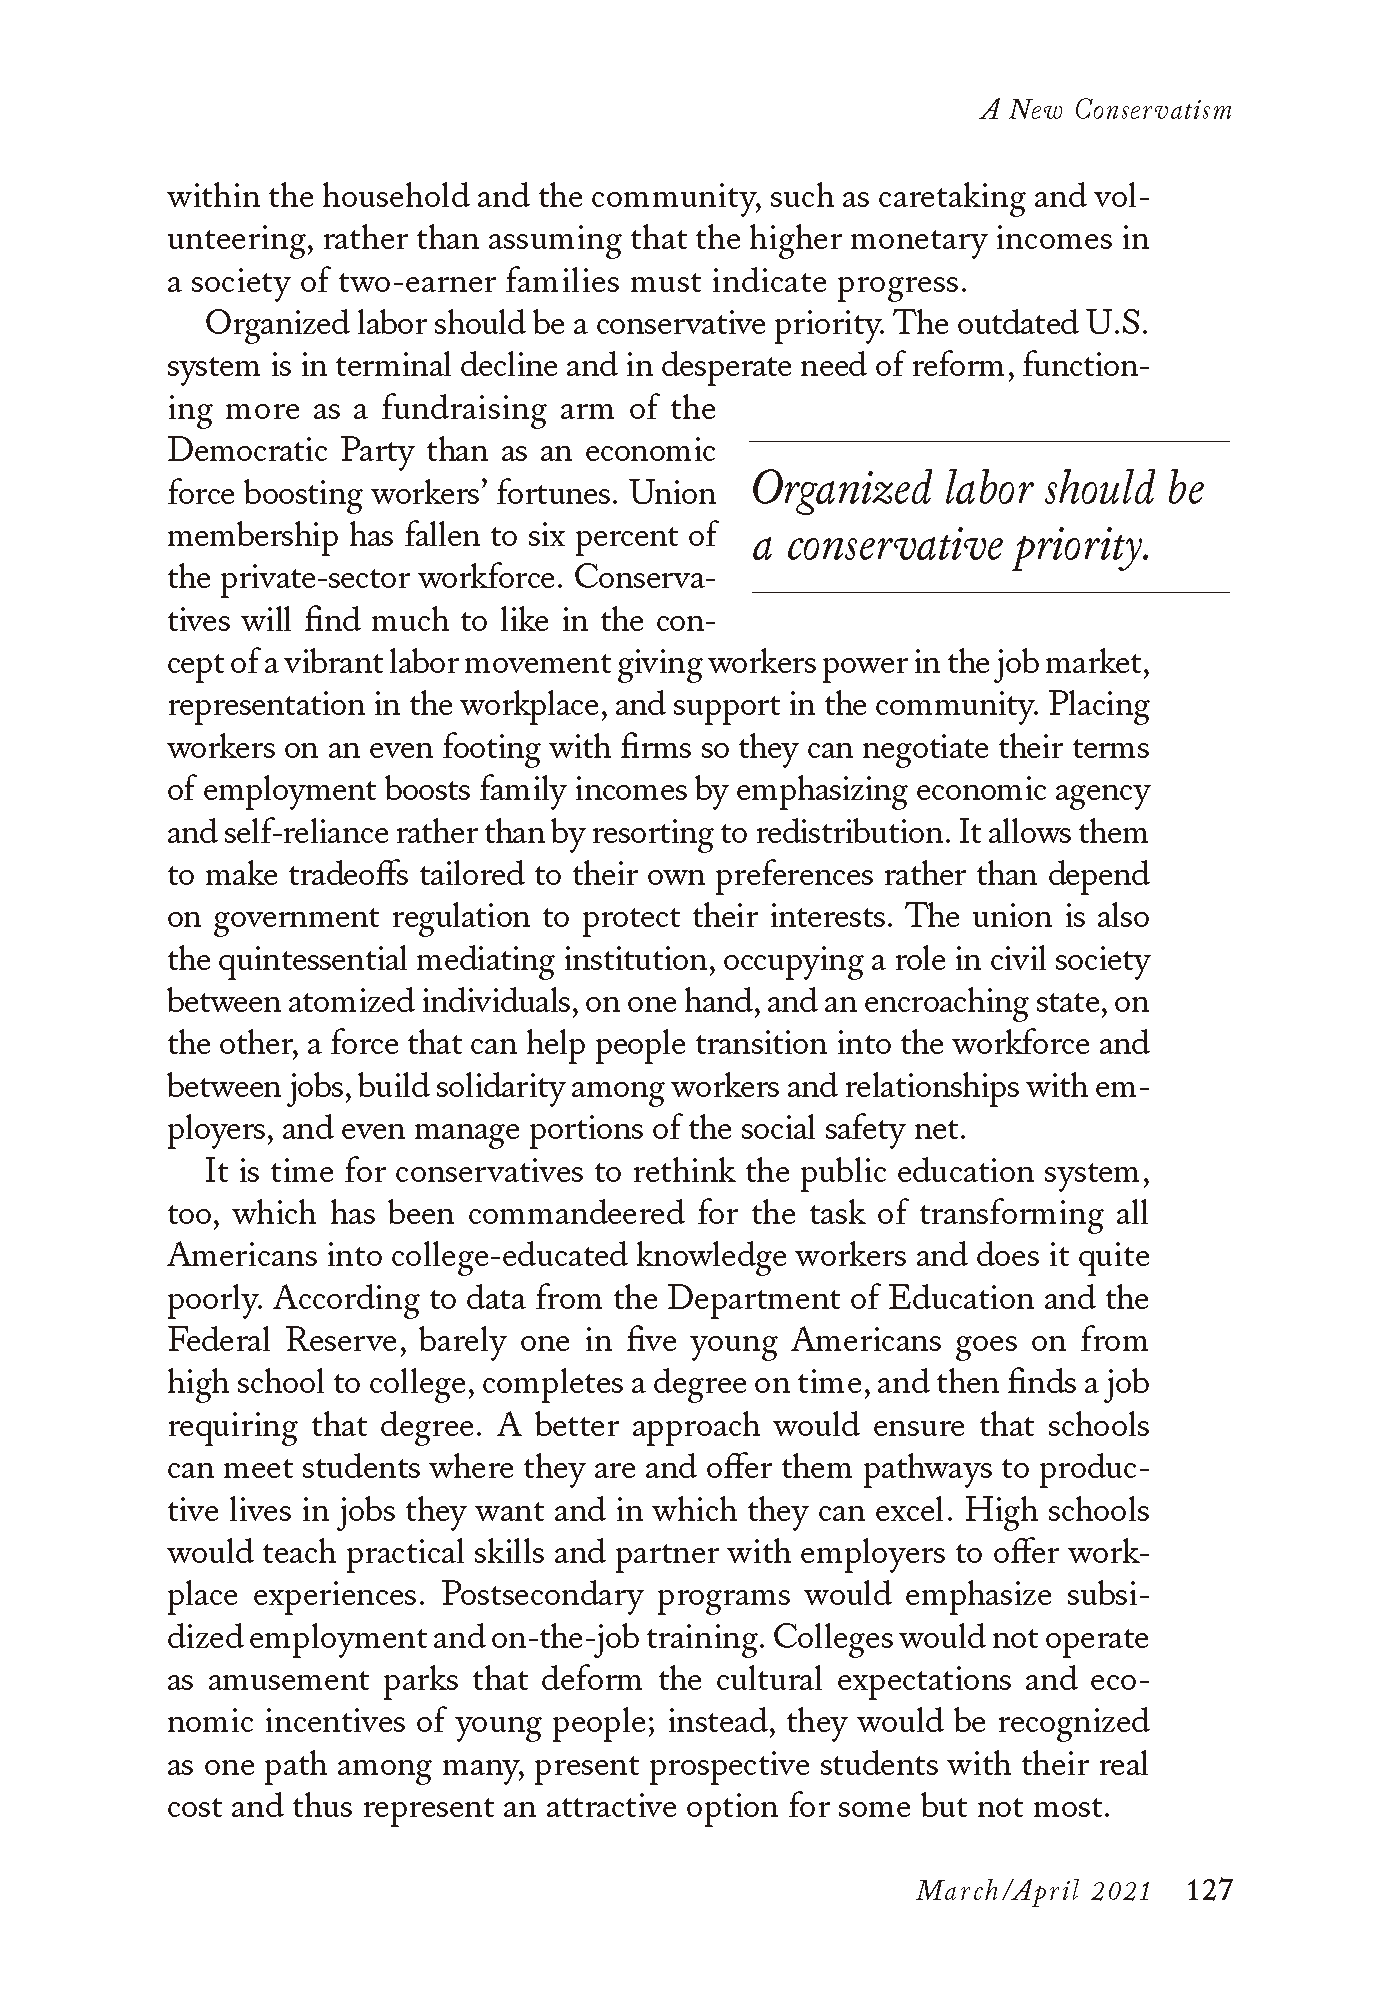 A New Conservatism
within the household and the community, such as caretaking and vol-
unteering, rather than assuming that the higher monetary incomes in
a society of two-earner families must indicate progress.
Organized labor should be a conservative priority. The outdated U.S.
system is in terminal decline and in desperate need of reform, function-
ing more as a fundraising arm of the
Democratic Party than as an economic
force boosting workers’ fortunes. Union
membership has fallen to six percent of
the private-sector workforce. Conserva-
tives will find much to like in the con-
cept of a vibrant labor movement giving workers power in the job market,
representation in the workplace, and support in the community. Placing
workers on an even footing with firms so they can negotiate their terms
of employment boosts family incomes by emphasizing economic agency
and self-reliance rather than by resorting to redistribution. It allows them
to make tradeoffs tailored to their own preferences rather than depend
on government regulation to protect their interests. The union is also
the quintessential mediating institution, occupying a role in civil society
between atomized individuals, on one hand, and an encroaching state, on
the other, a force that can help people transition into the workforce and
between jobs, build solidarity among workers and relationships with em-
ployers, and even manage portions of the social safety net.
Organized labor should be
a conservative priority.
It is time for conservatives to rethink the public education system,
too, which has been commandeered for the task of transforming all
Americans into college-educated knowledge workers and does it quite
poorly. According to data from the Department of Education and the
Federal Reserve, barely one in five young Americans goes on from
high school to college, completes a degree on time, and then finds a job
requiring that degree. A better approach would ensure that schools
can meet students where they are and offer them pathways to produc-
tive lives in jobs they want and in which they can excel. High schools
would teach practical skills and partner with employers to offer work-
place experiences. Postsecondary programs would emphasize subsi-
dized employment and on-the-job training. Colleges would not operate
as amusement parks that deform the cultural expectations and eco-
nomic incentives of young people; instead, they would be recognized
as one path among many, present prospective students with their real
cost and thus represent an attractive option for some but not most.
March/April 2021 127